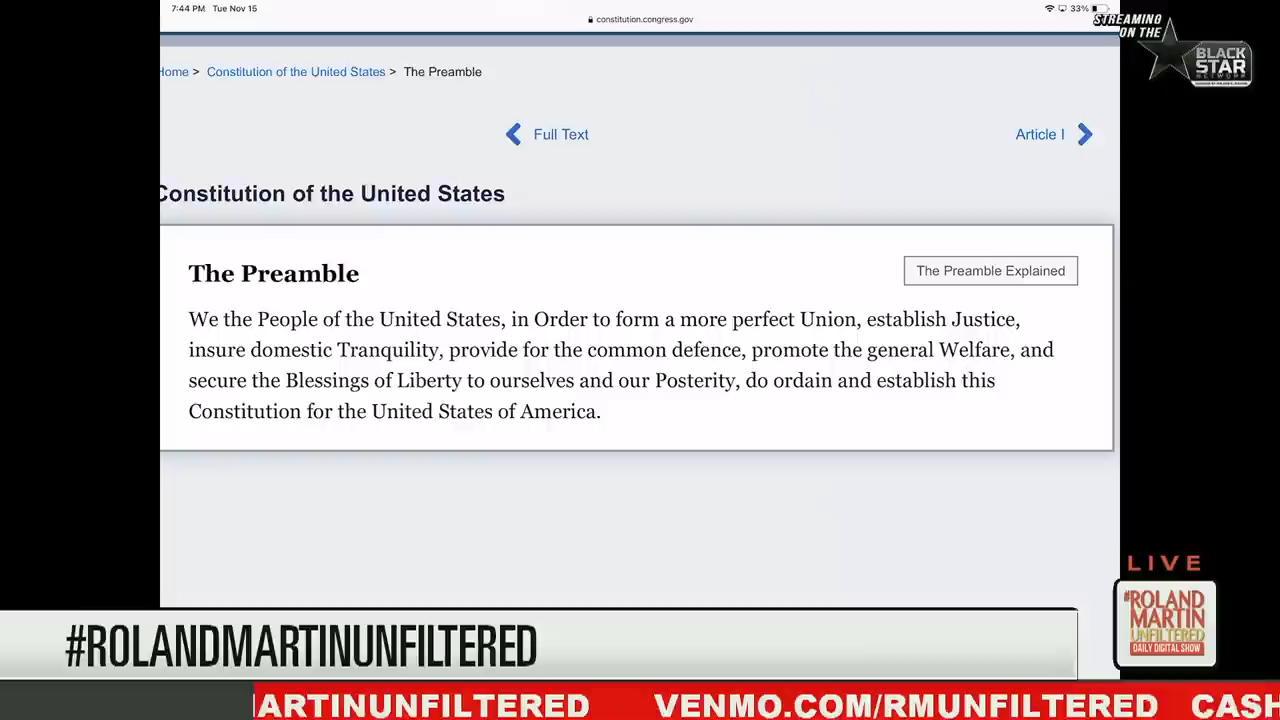 7:44 PM Tue Nov 15
33%
constitution.congress.gov
STREAMING
ON THE
BLACK
STAR
NETWORK
Home > Constitution of the United States > The Preamble
Full Text
Article I
Constitution of the United States
The Preamble
The Preamble Explained
We the People of the United States, in Order to form a more perfect Union, establish Justice,
insure domestic Tranquility, provide for the common defence, promote the general Welfare, and
secure the Blessings of Liberty to ourselves and our Posterity, do ordain and establish this
Constitution for the United States of America.
LIVE
#ROLAND
MARTIN
UNFILTERED
DAILY DIGITAL SHOW
#ROLANDMARTINUNFILTERED
ARTINUNFILTERED VENMO.COM/RMUNFILTERED CASH